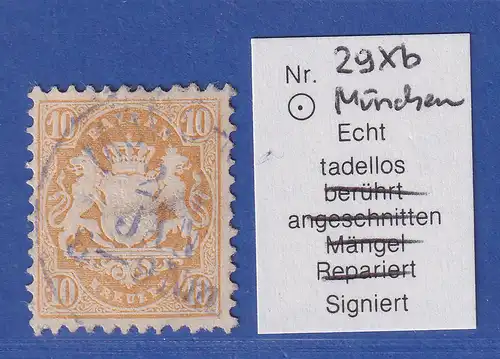 10 10
BAYERN
10 10
KREUZER
Nr. 29Xb
München
Echt
tadellos
berührt
angeschnitten
Mängel
Repariert
Signiert